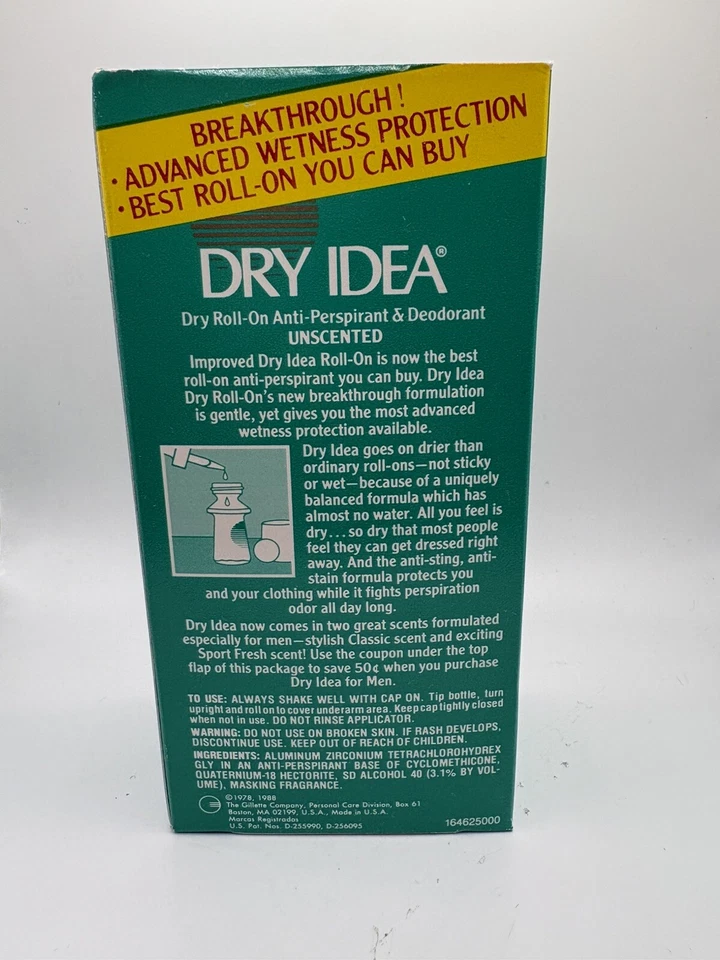 BREAKTHROUGH!
• ADVANCED WETNESS PROTECTION
• BEST ROLL-ON YOU CAN BUY
DRY IDEA®
Dry Roll-On Anti-Perspirant & Deodorant
UNSCENTED
Improved Dry Idea Roll-On is now the best
roll-on anti-perspirant you can buy. Dry Idea
Dry Roll-On's new breakthrough formulation
is gentle, yet gives you the most advanced
wetness protection available.
Dry Idea goes on drier than
ordinary roll-ons—not sticky
or wet—because of a uniquely
balanced formula which has
almost no water. All you feel is
dry...so dry that most people
feel they can get dressed right
away. And the anti-sting, anti-
stain formula protects you
and your clothing while it fights perspiration
odor all day long.
Dry Idea now comes in two great scents formulated
especially for men—stylish Classic scent and exciting
Sport Fresh scent! Use the coupon under the top
flap of this package to save 50¢ when you purchase
Dry Idea for Men.
TO USE: ALWAYS SHAKE WELL WITH CAP ON. Tip bottle, turn
upright and roll on to cover underarm area. Keep cap tightly closed
when not in use. DO NOT RINSE APPLICATOR.
WARNING: DO NOT USE ON BROKEN SKIN. IF RASH DEVELOPS,
DISCONTINUE USE. KEEP OUT OF REACH OF CHILDREN.
INGREDIENTS: ALUMINUM ZIRCONIUM TETRACHLOROHYDREX
GLY IN AN ANTI-PERSPIRANT BASE OF CYCLOMETHICONE,
QUATERNIUM-18 HECTORITE, SD ALCOHOL 40 (3.1% BY VOL-
UME), MASKING FRAGRANCE.
©1978, 1988
The Gillette Company, Personal Care Division, Box 61
Boston, MA 02199, U.S.A., Made in U.S.A.
Marcas Registradas
U.S. Pat. Nos. D-255990, D-256095
164625000